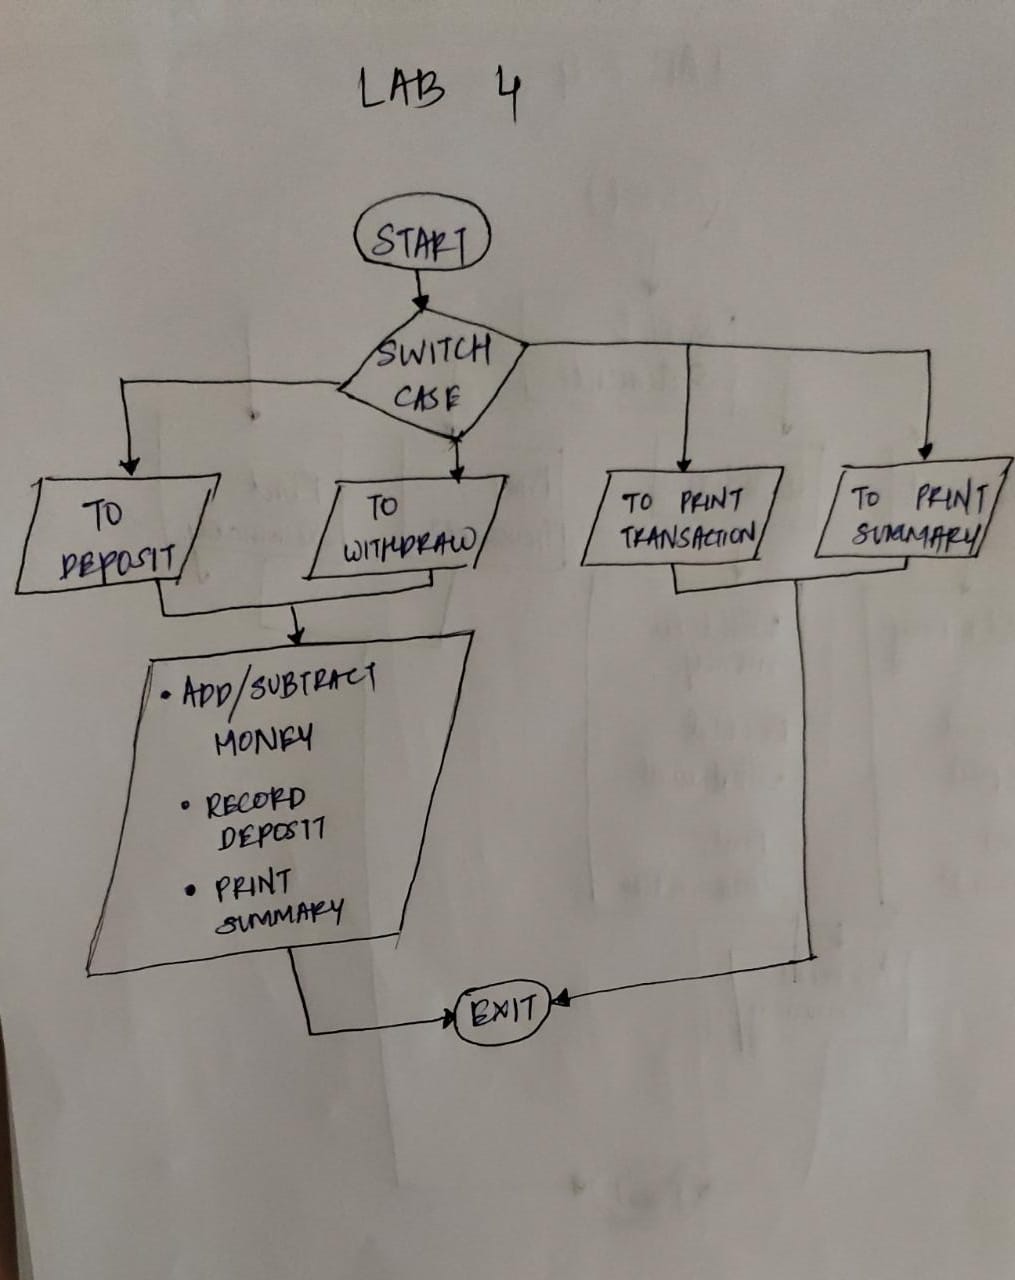 LAB 4
START
SWITCH
CASE
TO
DEPOSIT
TO
WITHDRAW
TO PRINT
TRANSACTION
TO PRINT
SUMMARY
• ADD/SUBTRACT
MONEY
• RECORD
DEPOSIT
• PRINT
SUMMARY
EXIT